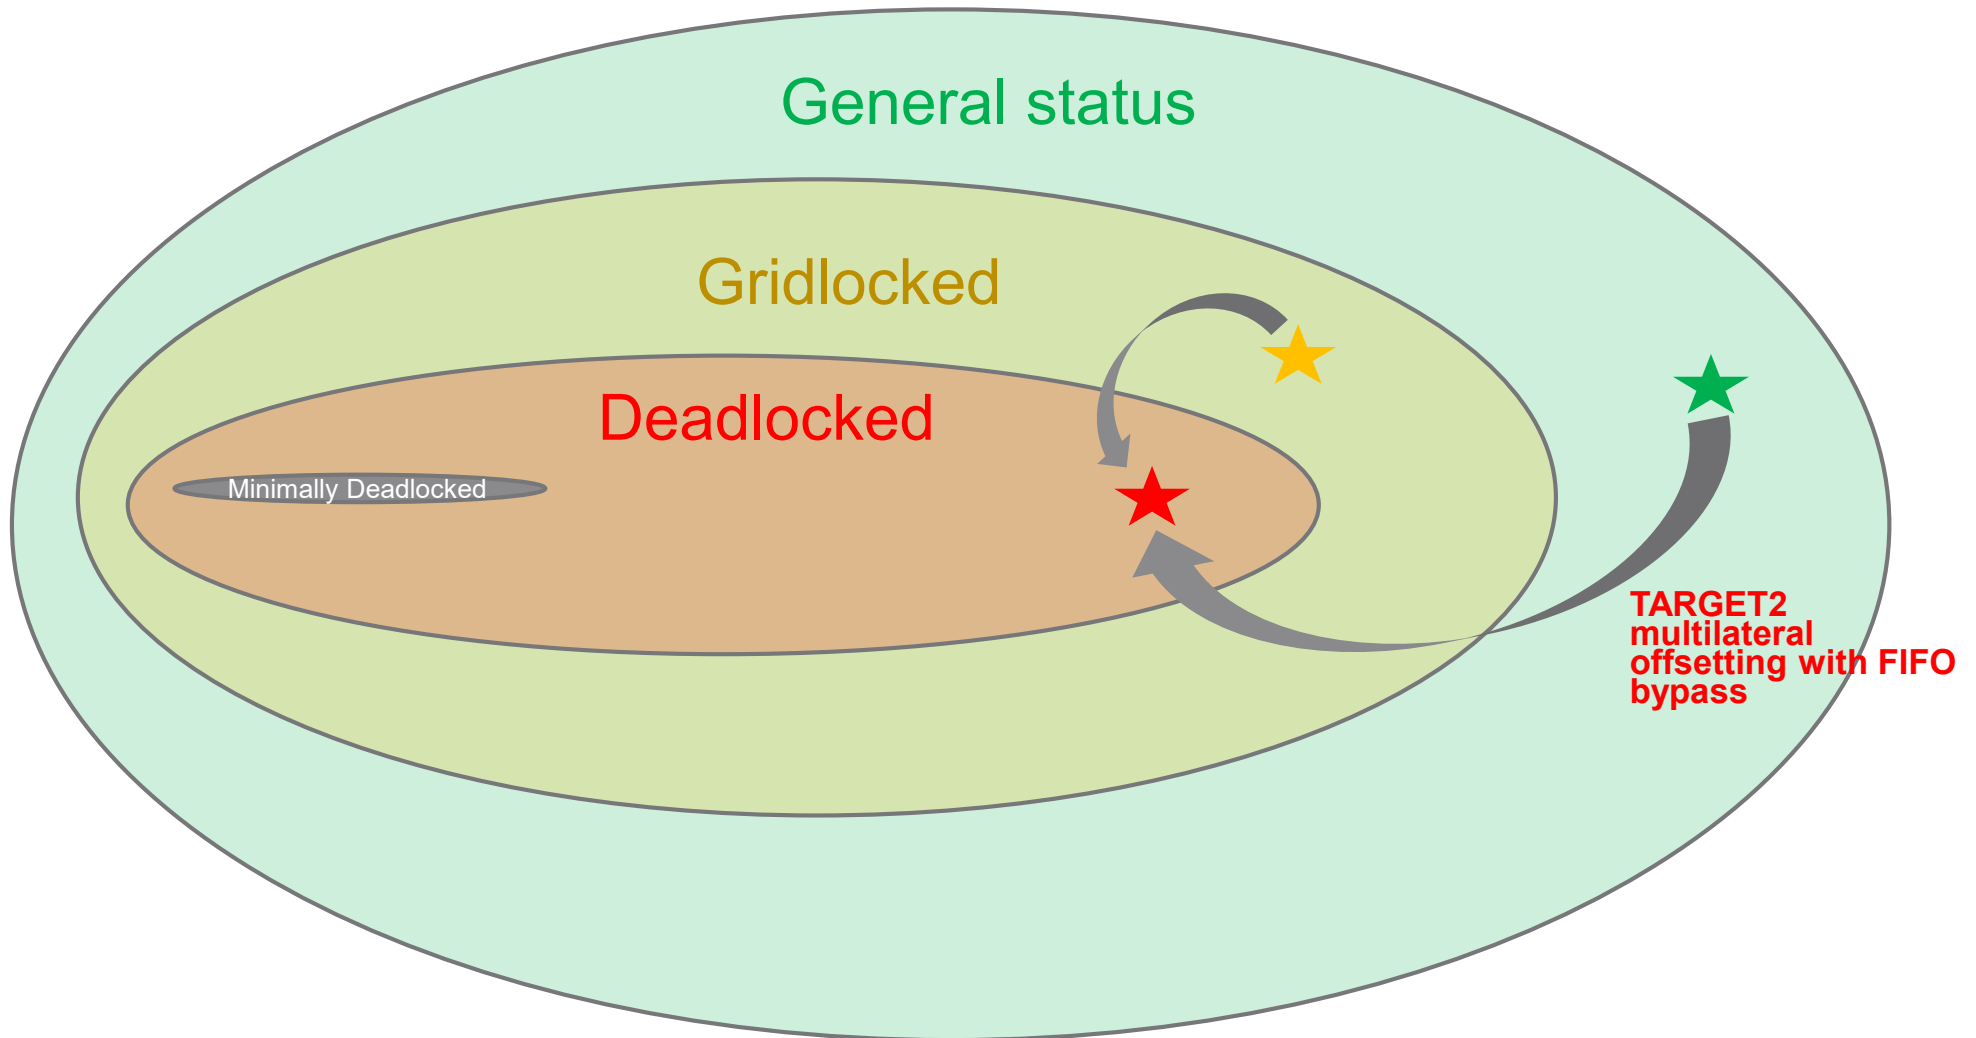 General status
Gridlocked
Deadlocked
Minimally Deadlocked
TARGET2
multilateral
offsetting with FIFO
bypass